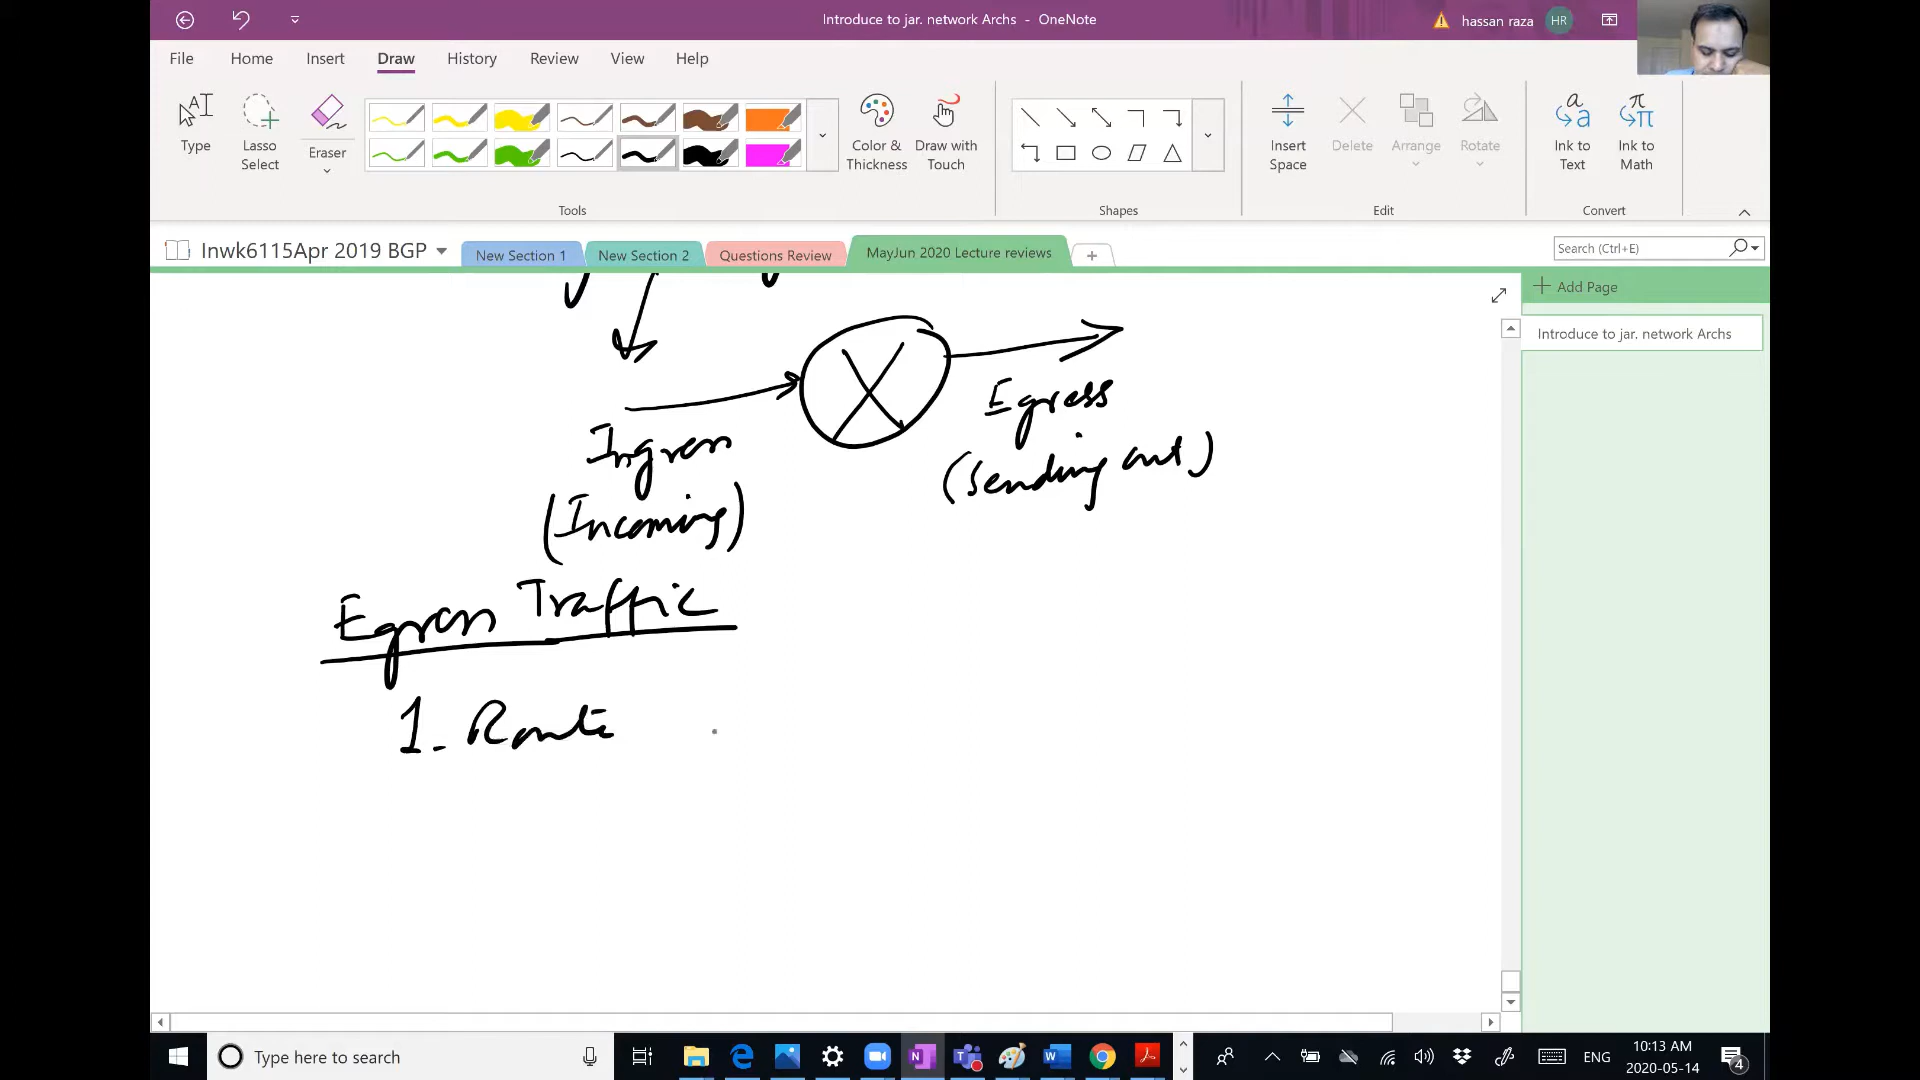 Introduce to jar. network Archs - OneNote
hassan raza
HR
File Home Insert Draw History Review View Help
Type
Lasso Select
Eraser
Color & Thickness
Draw with Touch
Insert Space
Delete
Arrange
Rotate
Ink to Text
Ink to Math
Tools
Shapes
Edit
Convert
Inwk6115Apr 2019 BGP
New Section 1
New Section 2
Questions Review
MayJun 2020 Lecture reviews
Search (Ctrl+E)
Add Page
Introduce to jar. network Archs
Ingress
(Incoming)
Egress
(Sending out)
Egress Traffic
1. Route
Type here to search
ENG
10:13 AM
2020-05-14
4